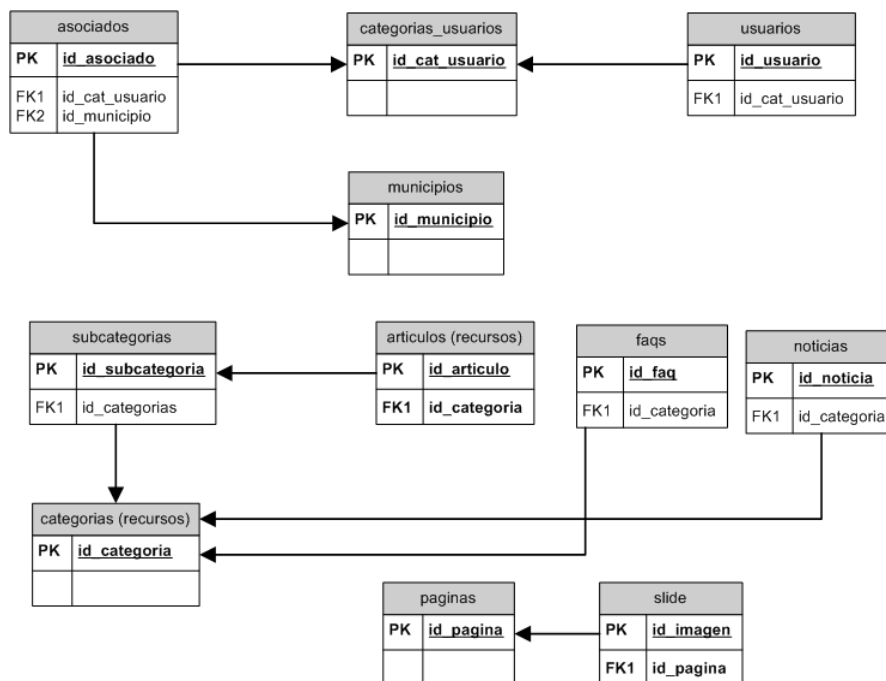 asociados
PK id_asociado
FK1 id_cat_usuario
FK2 id_municipio
categorias_usuarios
PK id_cat_usuario
usuarios
PK id_usuario
FK1 id_cat_usuario
municipios
PK id_municipio
subcategorias
PK id_subcategoria
FK1 id_categorias
articulos (recursos)
PK id_articulo
FK1 id_categoria
faqs
PK id_faq
FK1 id_categoria
noticias
PK id_noticia
FK1 id_categoria
categorias (recursos)
PK id_categoria
paginas
PK id_pagina
slide
PK id_imagen
FK1 id_pagina